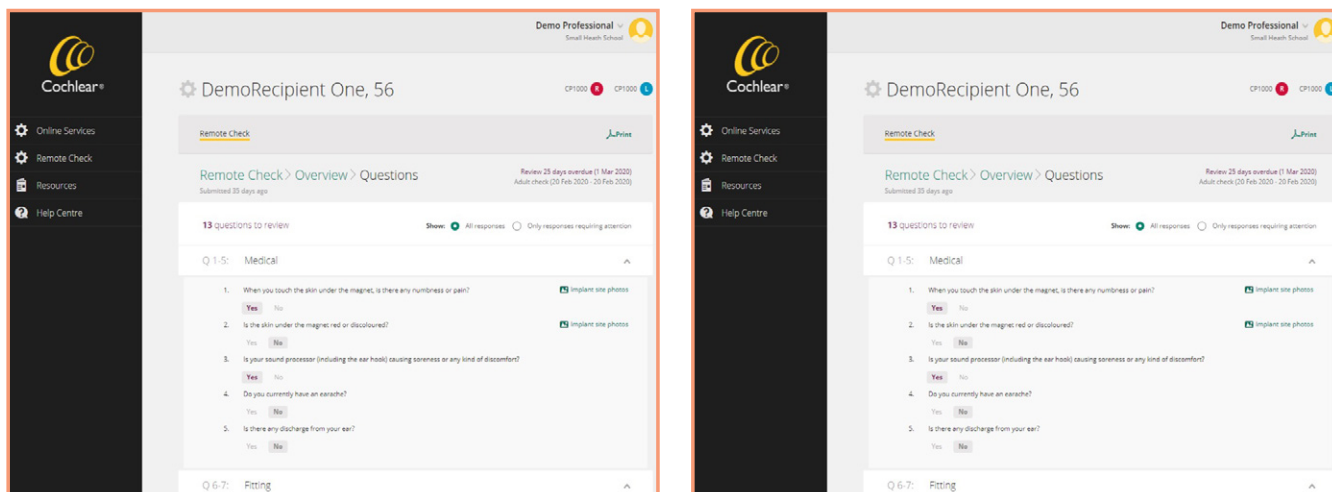 Demo Professional
Small Heath School
Cochlear®
DemoRecipient One, 56
CP1000 R CP1000 L
Online Services
Remote Check
Resources
Help Centre
Remote Check
Print
Remote Check > Overview > Questions
Submitted 35 days ago
Review 25 days overdue (1 Mar 2020)
Adult check (20 Feb 2020 - 20 Feb 2020)
13 questions to review
Show: All responses Only responses requiring attention
Q 1-5: Medical
1. When you touch the skin under the magnet, is there any numbness or pain? Implant site photos
Yes No
2. Is the skin under the magnet red or discoloured? Implant site photos
Yes No
3. Is your sound processor (including the ear hook) causing soreness or any kind of discomfort?
Yes No
4. Do you currently have an earache?
Yes No
5. Is there any discharge from your ear?
Yes No
Q 6-7: Fitting
Demo Professional
Small Heath School
Cochlear®
DemoRecipient One, 56
CP1000 R CP1000 L
Online Services
Remote Check
Resources
Help Centre
Remote Check
Print
Remote Check > Overview > Questions
Submitted 35 days ago
Review 25 days overdue (1 Mar 2020)
Adult check (20 Feb 2020 - 20 Feb 2020)
13 questions to review
Show: All responses Only responses requiring attention
Q 1-5: Medical
1. When you touch the skin under the magnet, is there any numbness or pain? Implant site photos
Yes No
2. Is the skin under the magnet red or discoloured? Implant site photos
Yes No
3. Is your sound processor (including the ear hook) causing soreness or any kind of discomfort?
Yes No
4. Do you currently have an earache?
Yes No
5. Is there any discharge from your ear?
Yes No
Q 6-7: Fitting